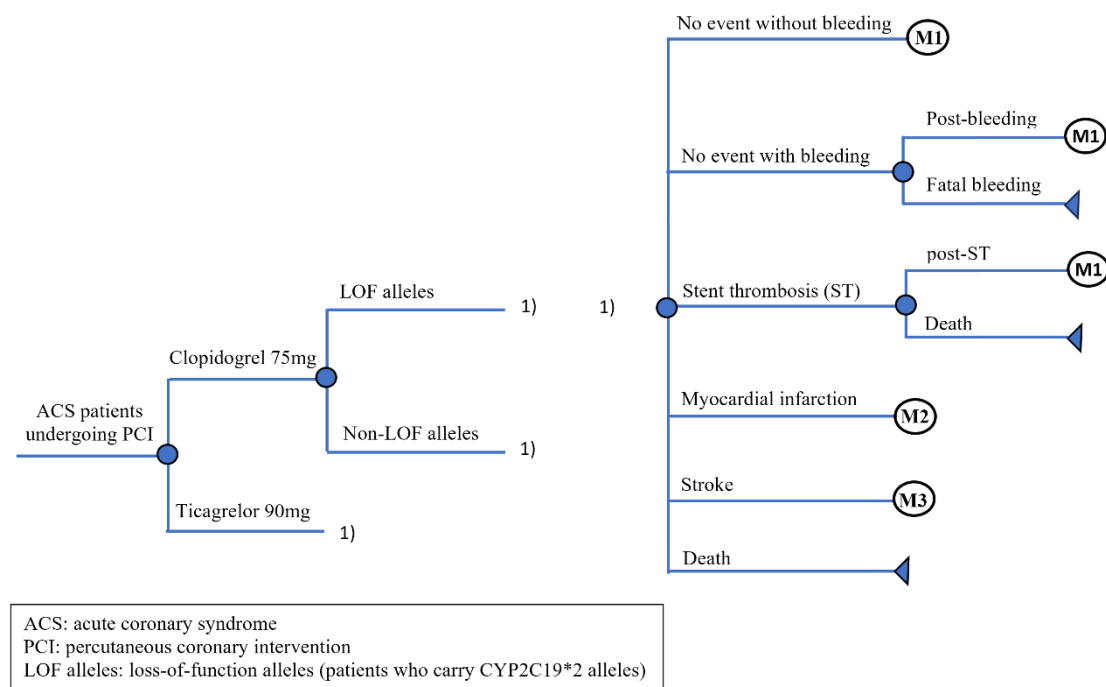 ACS patients
undergoing PCI
Clopidogrel 75mg
LOF alleles
1)
Non-LOF alleles
1)
Ticagrelor 90mg
1)
1)
No event without bleeding
M1
No event with bleeding
Post-bleeding
M1
Fatal bleeding
Stent thrombosis (ST)
post-ST
M1
Death
Myocardial infarction
M2
Stroke
M3
Death
ACS: acute coronary syndrome
PCI: percutaneous coronary intervention
LOF alleles: loss-of-function alleles (patients who carry CYP2C19*2 alleles)